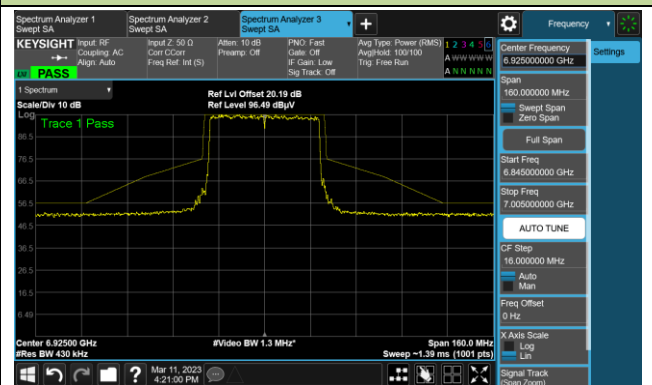 Spectrum Analyzer 1
Swept SA
Spectrum Analyzer 2
Swept SA
Spectrum Analyzer 3
Swept SA
Frequency
KEYSIGHT
PASS
Input: RF
Coupling: AC
Align: Auto
Input Z: 50 Ω
Corr CCorr
Freq Ref: Int (S)
Atten: 10 dB
Preamp: Off
PNO: Fast
Gate: Off
IF Gain: Low
Sig Track: Off
Avg Type: Power (RMS)
Avg|Hold: 100/100
Trig: Free Run
1 2 3 4 5 6
A W W W W W
A N N N N N
1 Spectrum
Scale/Div 10 dB
Log
Ref Lvl Offset 20.19 dB
Ref Level 96.49 dBµV
Trace 1 Pass
86.5
76.5
66.5
56.5
46.5
36.5
26.5
16.5
6.49
Center 6.92500 GHz
#Res BW 430 kHz
#Video BW 1.3 MHz*
Span 160.0 MHz
Sweep ~1.39 ms (1001 pts)
Center Frequency
6.925000000 GHz
Settings
Span
160.000000 MHz
Swept Span
Zero Span
Full Span
Start Freq
6.845000000 GHz
Stop Freq
7.005000000 GHz
AUTO TUNE
CF Step
16.000000 MHz
Auto
Man
Freq Offset
0 Hz
X Axis Scale
Log
Lin
Signal Track
(Span Zoom)
?
Mar 11, 2023
4:21:00 PM